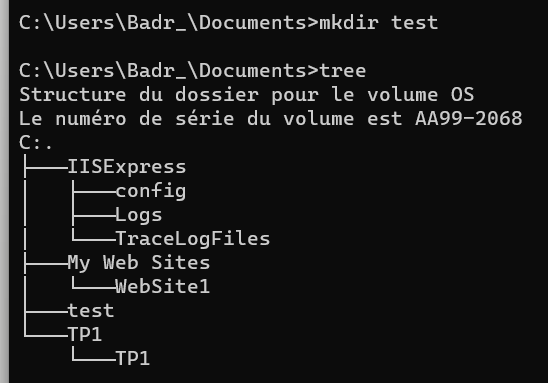 C:\Users\Badr_\Documents>mkdir test
C:\Users\Badr_\Documents>tree
Structure du dossier pour le volume OS
Le numéro de série du volume est AA99-2068
C:.
├───IISExpress
│   ├───config
│   ├───Logs
│   └───TraceLogFiles
├───My Web Sites
│   └───WebSite1
├───test
└───TP1
    └───TP1